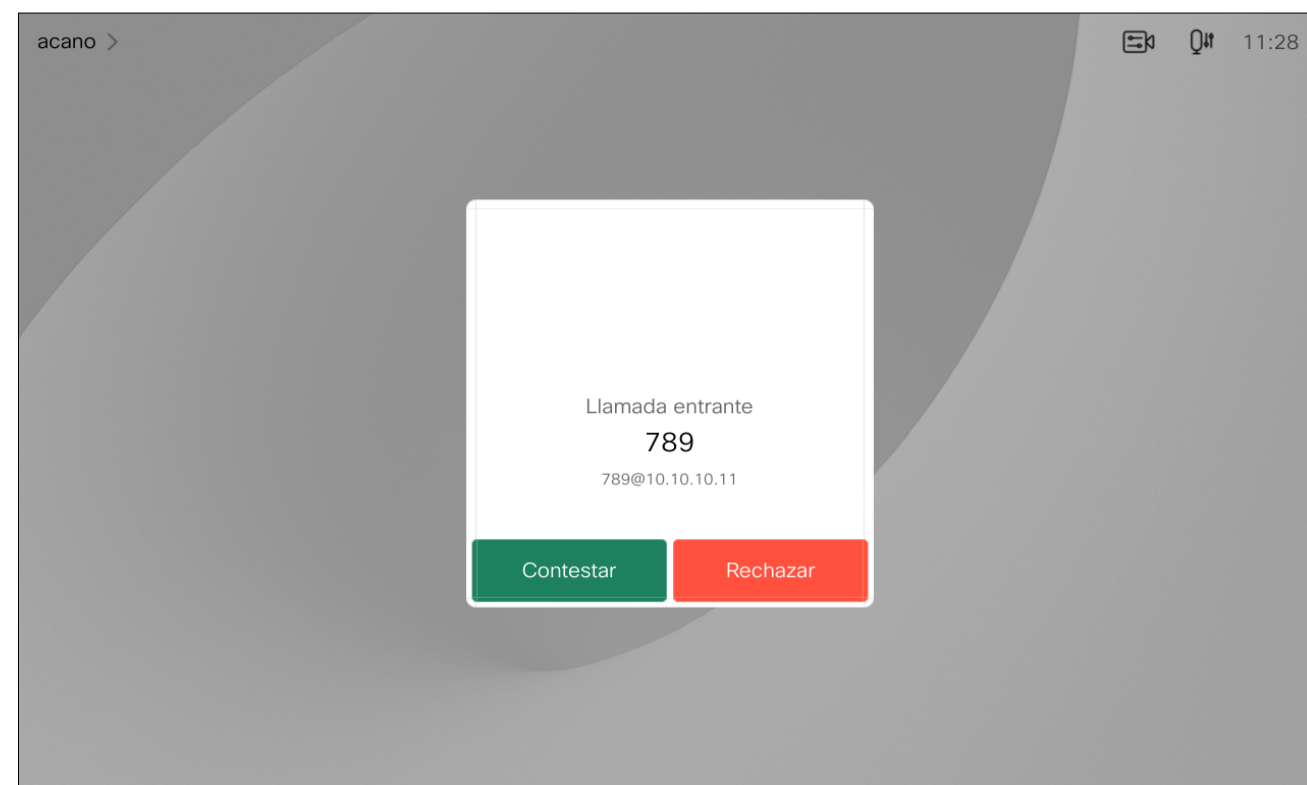 acano
11:28
Llamada entrante
789
789@10.10.10.11
Contestar
Rechazar